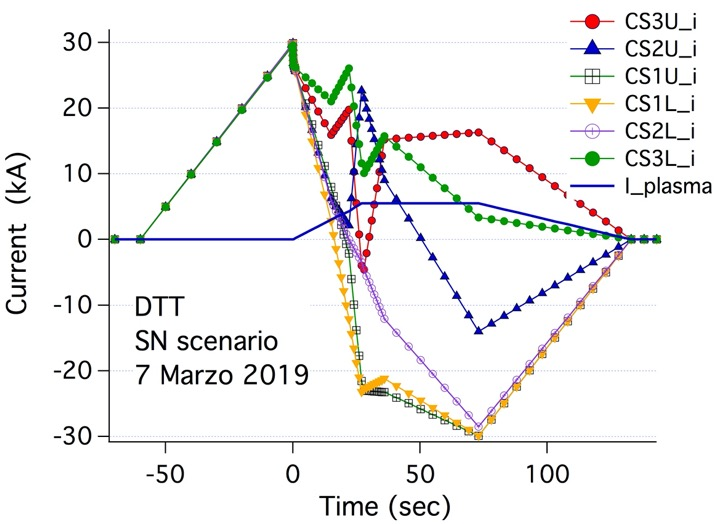 30
20
10
0
-10
-20
-30
Current (kA)
DTT
SN scenario
7 Marzo 2019
CS3U_i
CS2U_i
CS1U_i
CS1L_i
CS2L_i
CS3L_i
I_plasma
-50 0 50 100
Time (sec)